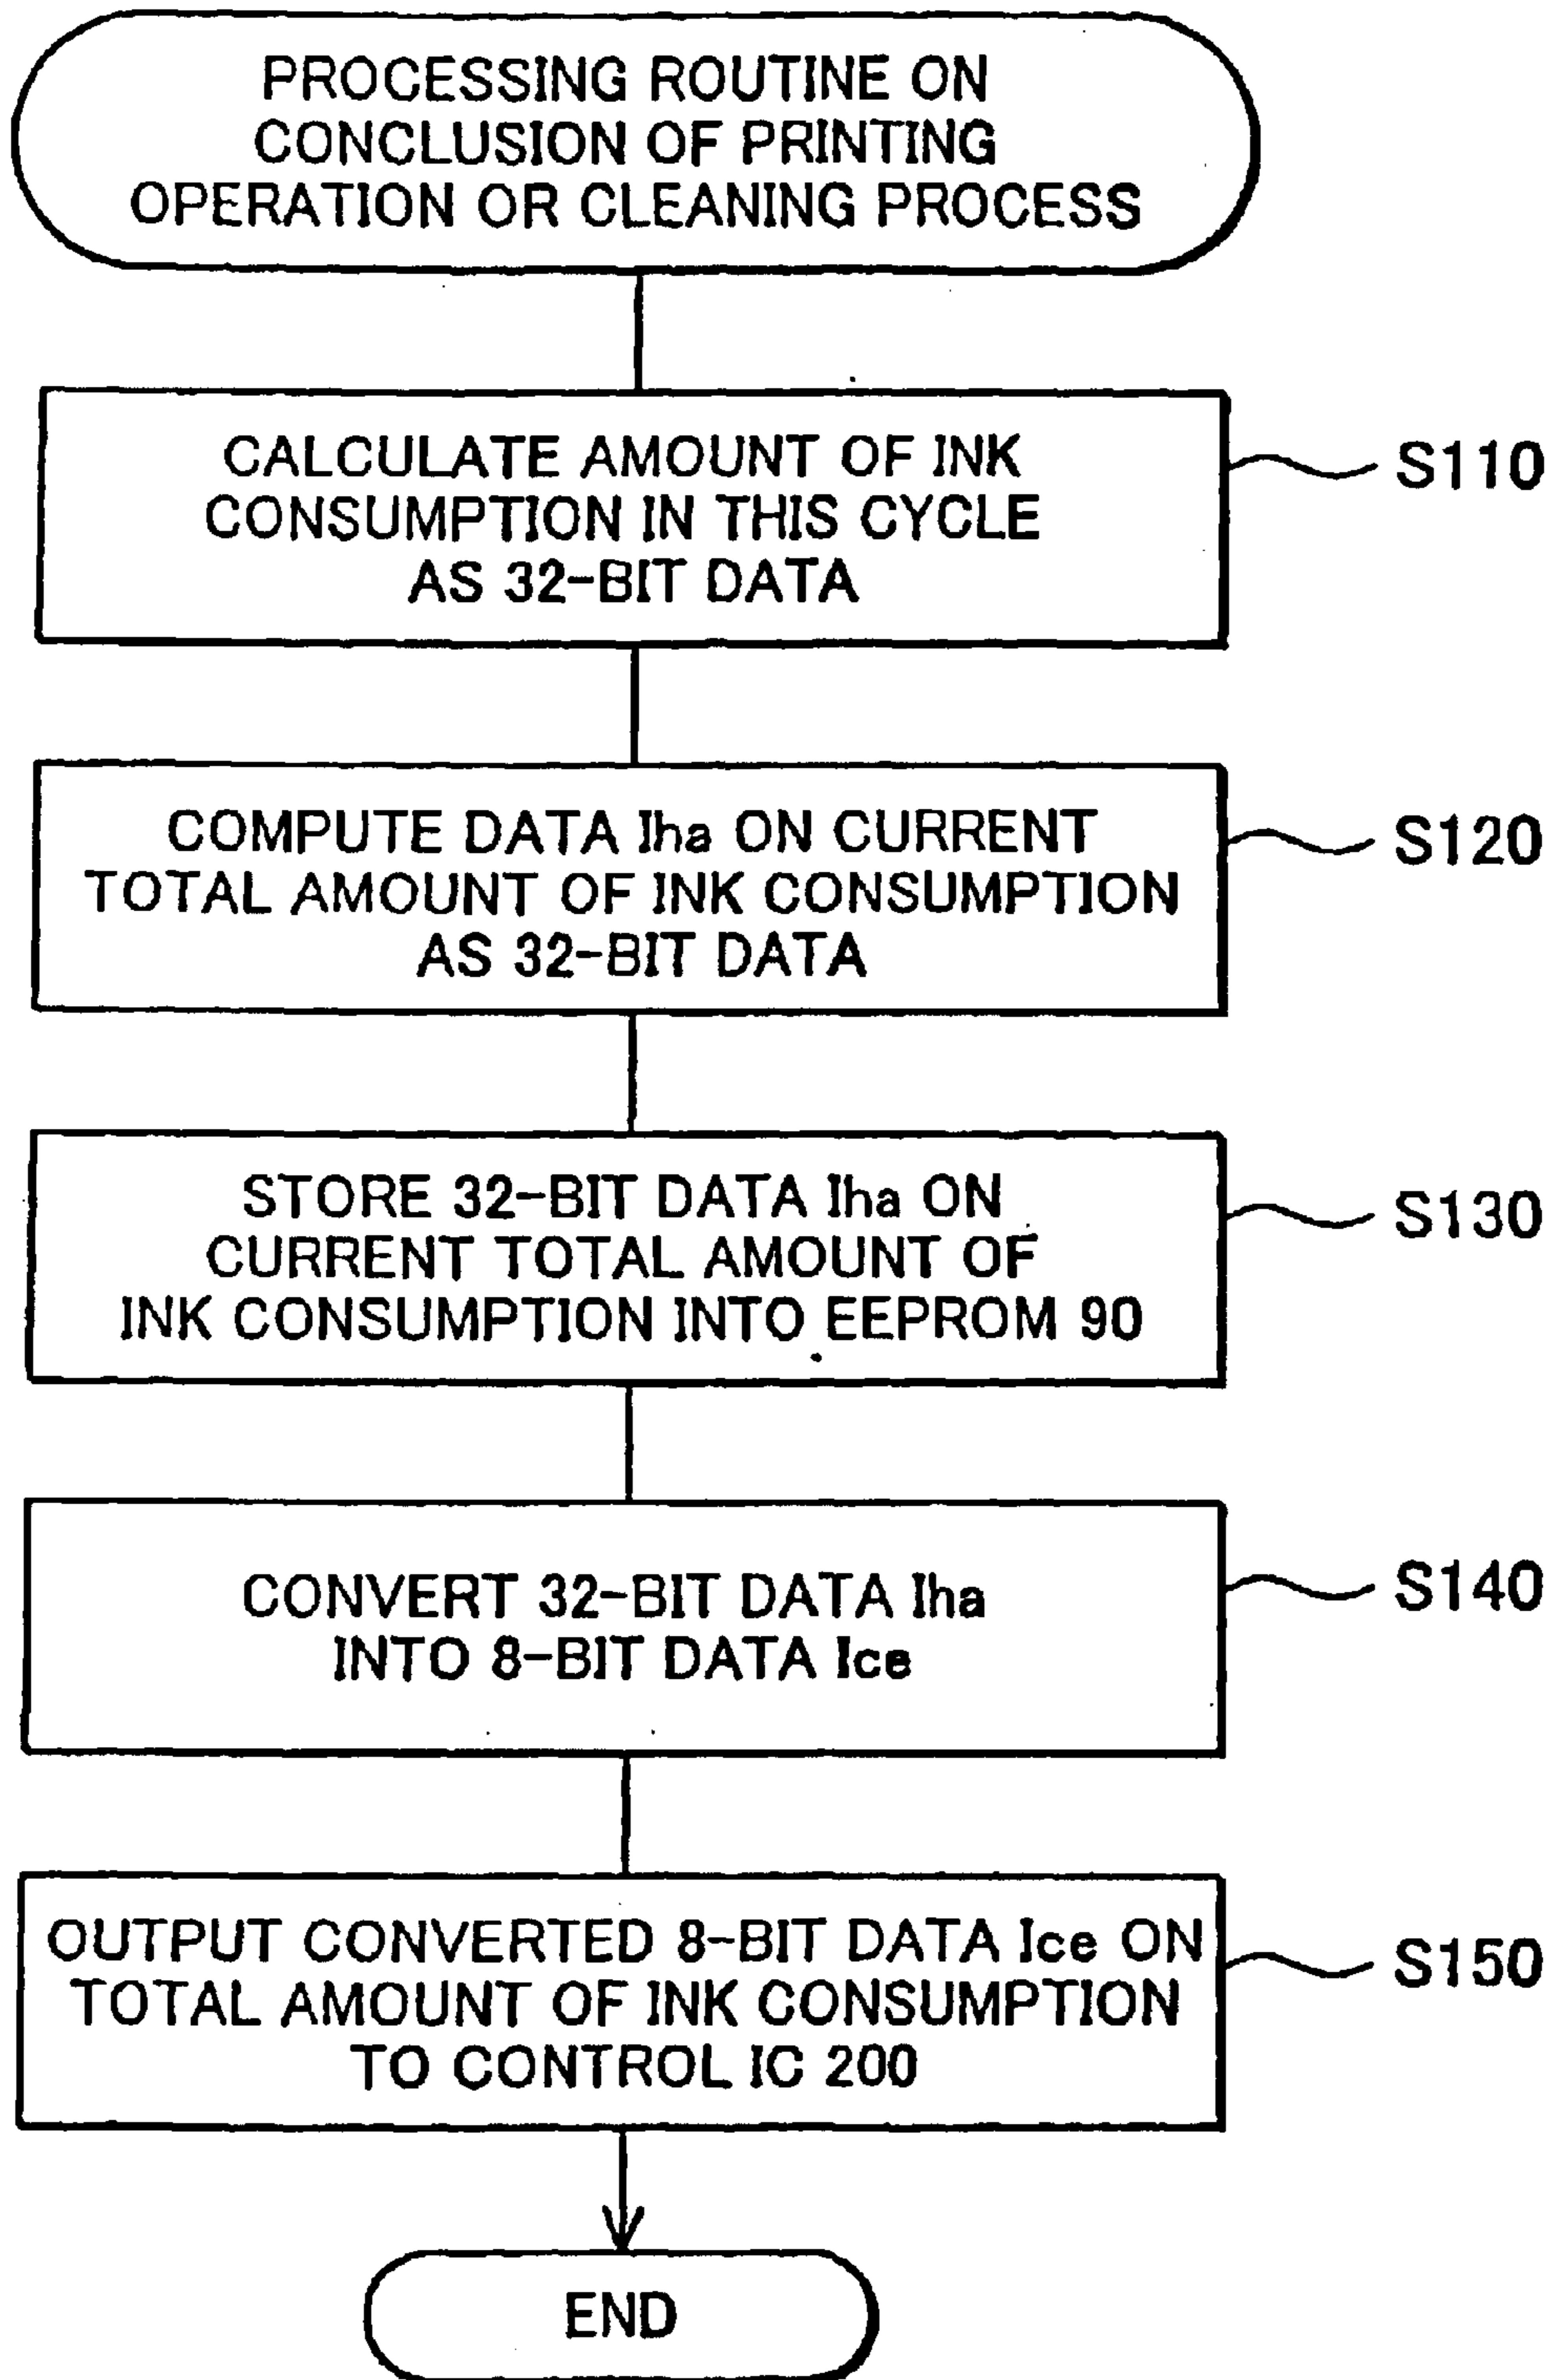 PROCESSING ROUTINE ON
CONCLUSION OF PRINTING
OPERATION OR CLEANING PROCESS
CALCULATE AMOUNT OF INK
CONSUMPTION IN THIS CYCLE
AS 32-BIT DATA
S110
COMPUTE DATA Iha ON CURRENT
TOTAL AMOUNT OF INK CONSUMPTION
AS 32-BIT DATA
S120
STORE 32-BIT DATA Iha ON
CURRENT TOTAL AMOUNT OF
INK CONSUMPTION INTO EEPROM 90
S130
CONVERT 32-BIT DATA Iha
INTO 8-BIT DATA Ice
S140
OUTPUT CONVERTED 8-BIT DATA Ice ON
TOTAL AMOUNT OF INK CONSUMPTION
TO CONTROL IC 200
S150
END